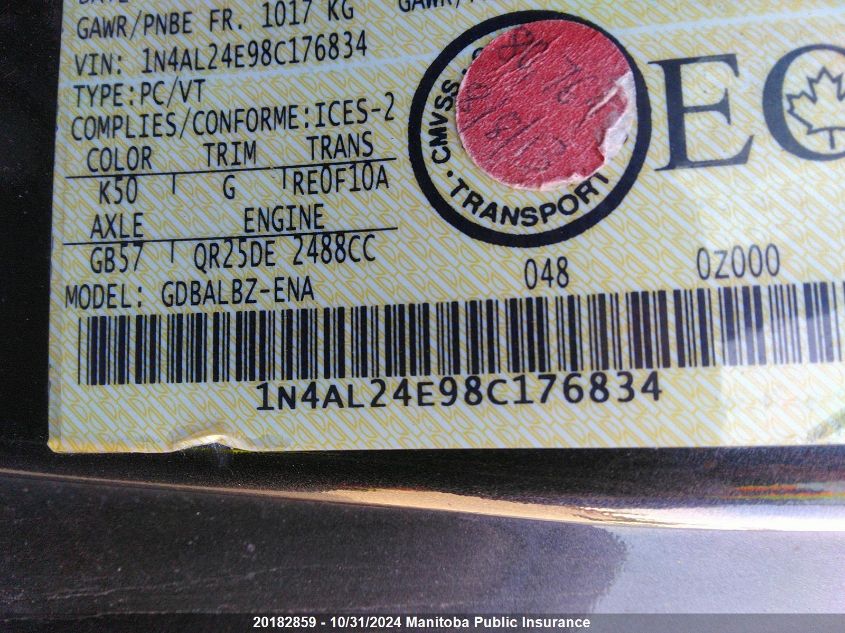 GAWR/PNBE FR. 1017 KG
VIN: 1N4AL24E98C176834
TYPE:PC/VT
COMPLIES/CONFORME:ICES-2
COLOR TRIM TRANS
K50 G RE0F10A
AXLE ENGINE
GB57 QR25DE 2488CC
MODEL: GDBALBZ-ENA
CMVSS.
·TRANSPORT
048 0Z000
1N4AL24E98C176834
20182859 - 10/31/2024 Manitoba Public Insurance